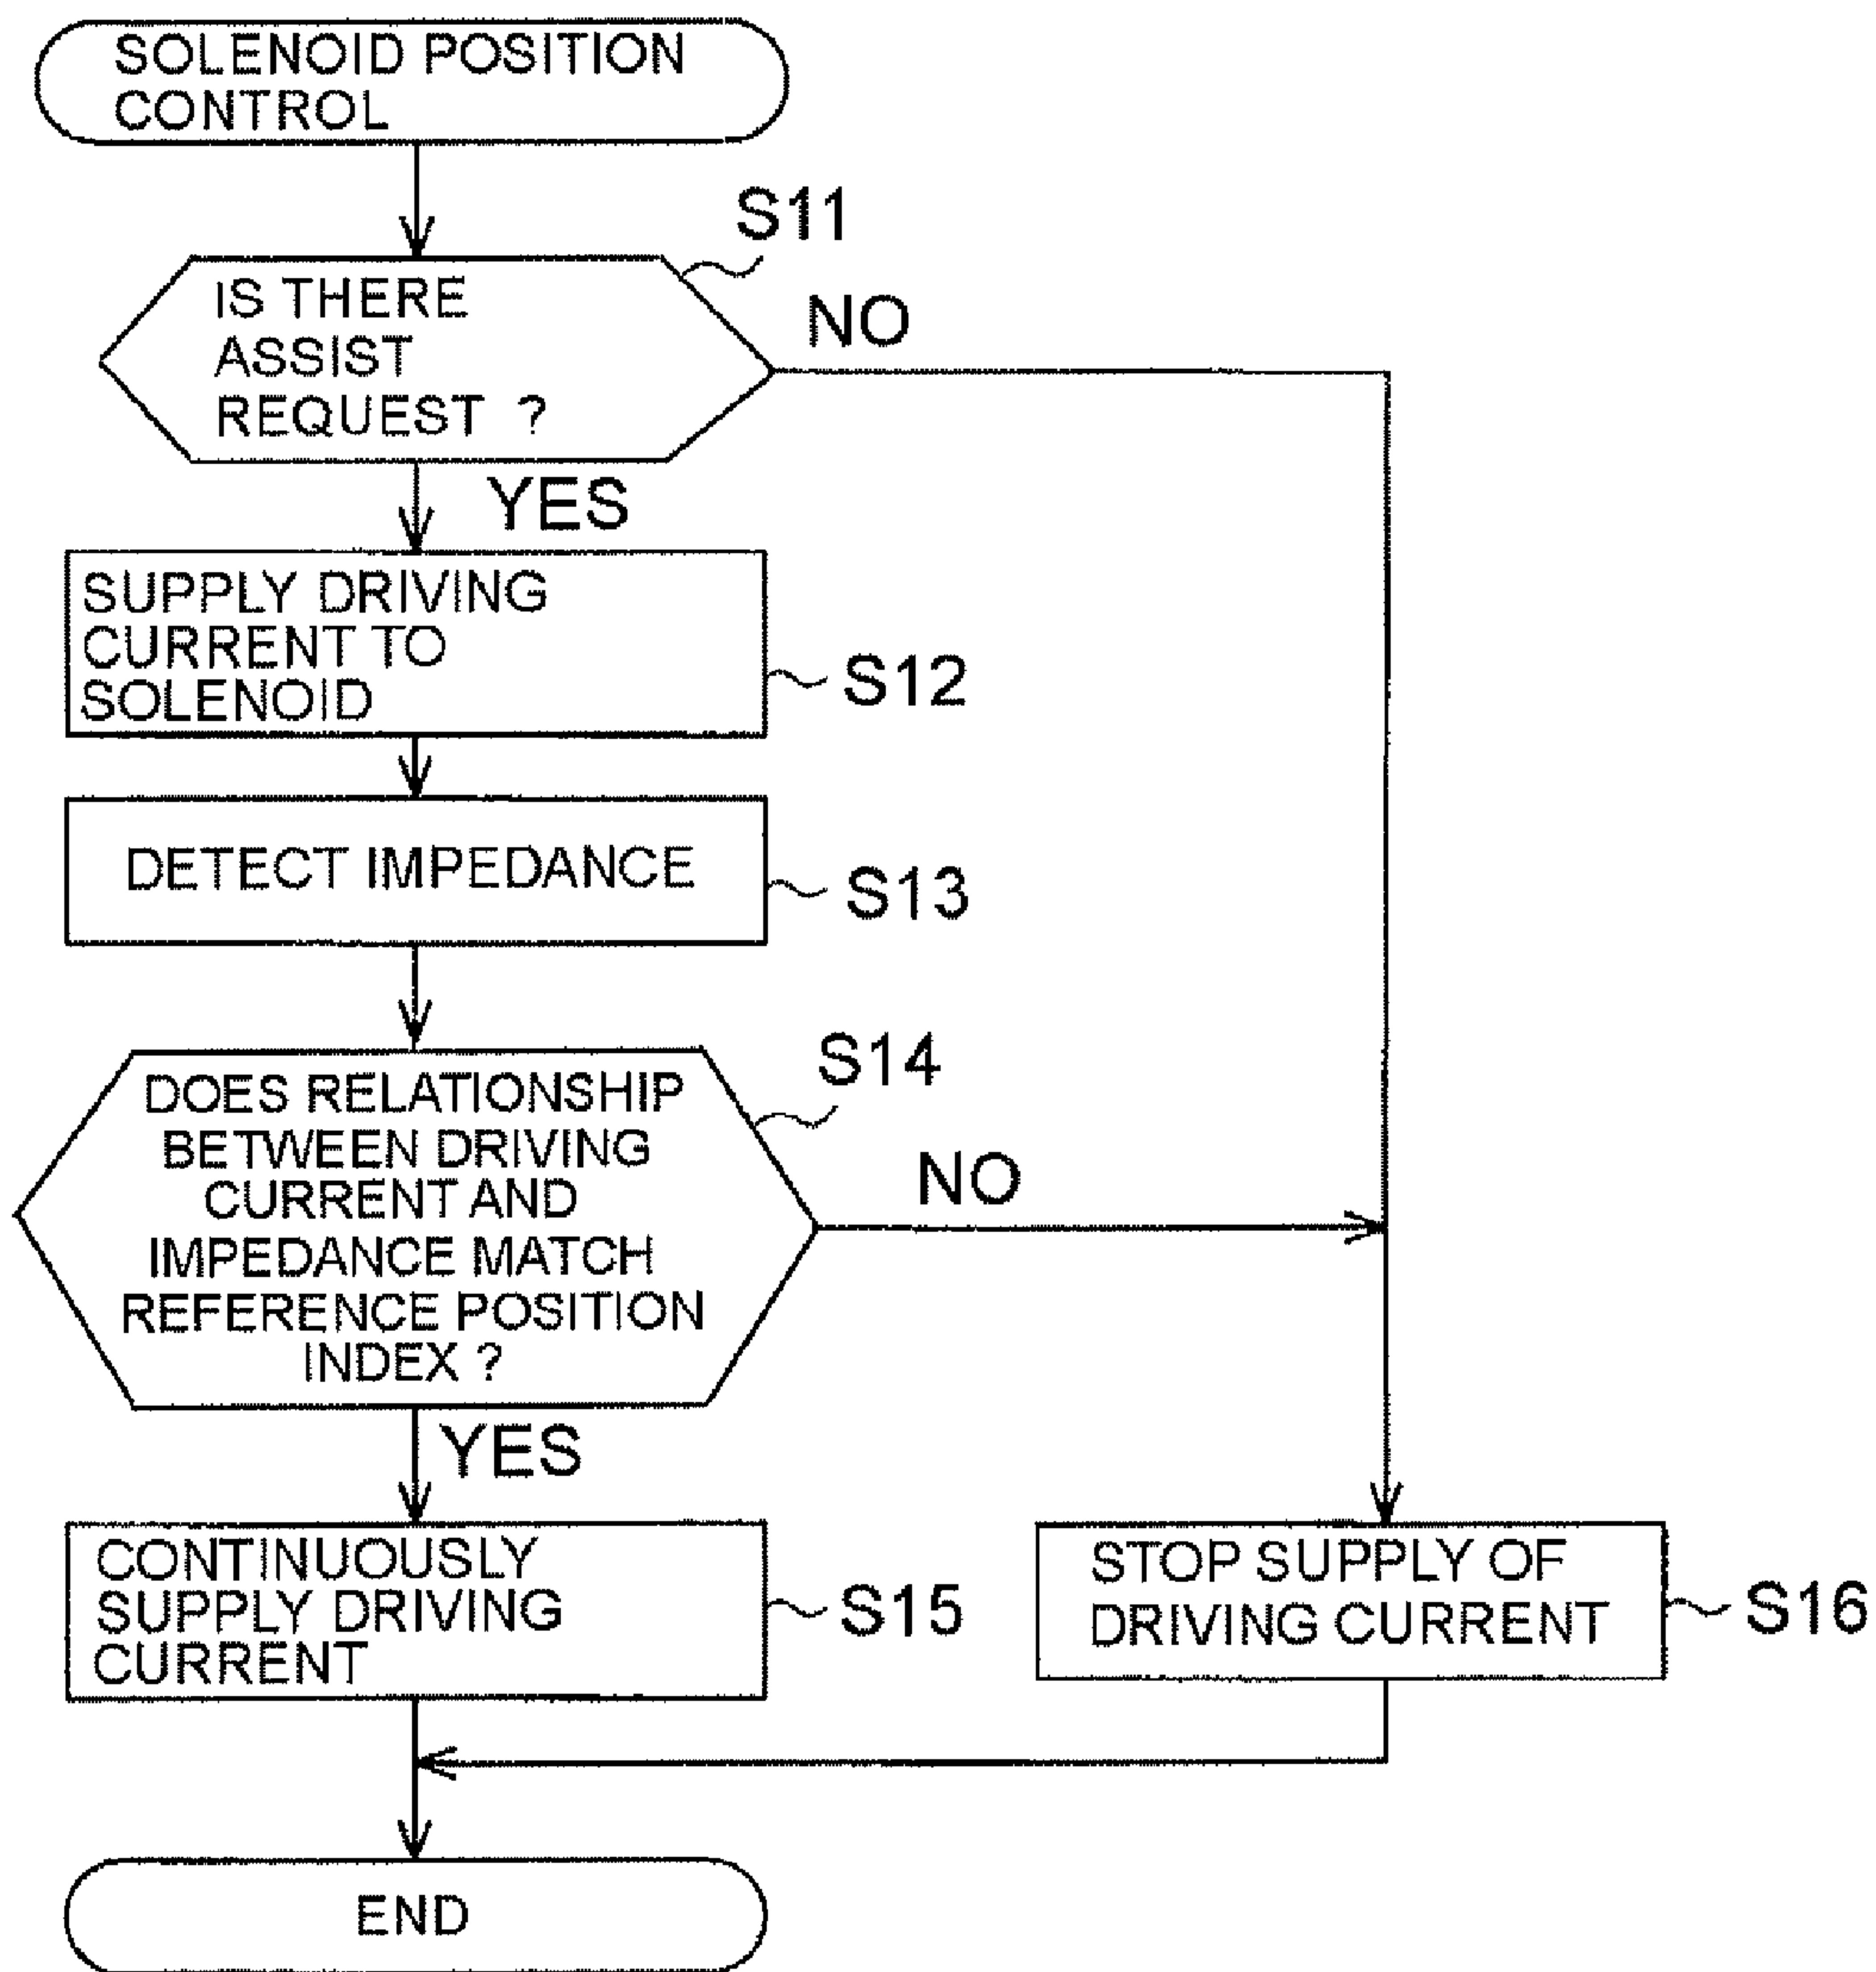 SOLENOID POSITION
CONTROL
S11
IS THERE
ASSIST
REQUEST ?
NO
YES
SUPPLY DRIVING
CURRENT TO
SOLENOID
S12
DETECT IMPEDANCE
S13
S14
DOES RELATIONSHIP
BETWEEN DRIVING
CURRENT AND
IMPEDANCE MATCH
REFERENCE POSITION
INDEX ?
NO
YES
CONTINUOUSLY
SUPPLY DRIVING
CURRENT
S15
STOP SUPPLY OF
DRIVING CURRENT
S16
END